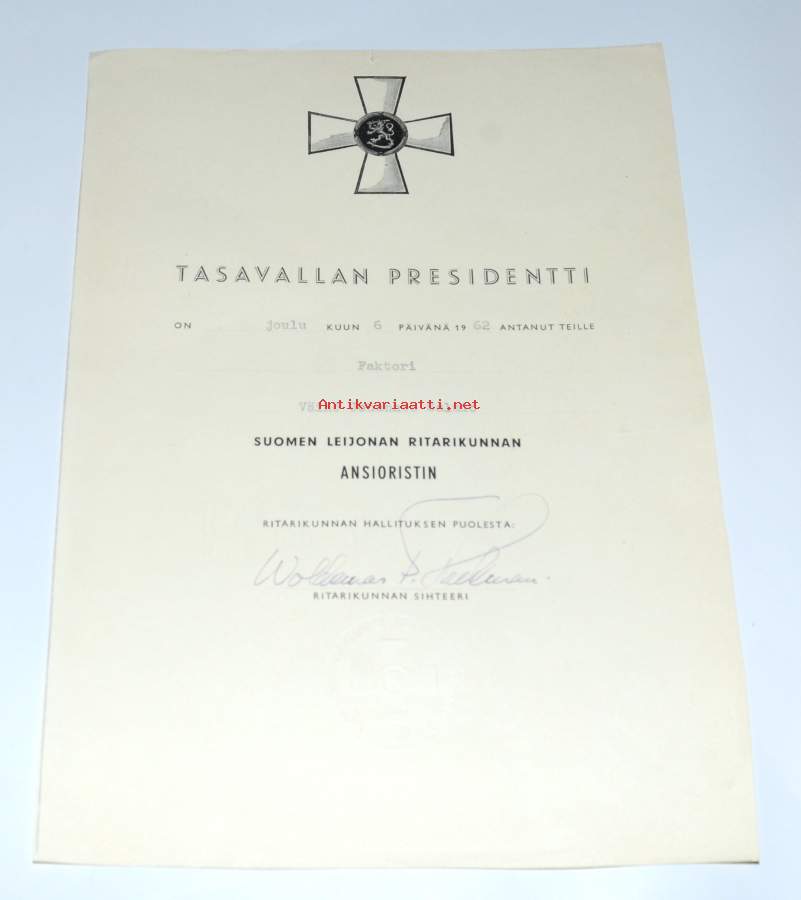 TASAVALLAN PRESIDENTTI
ON joulu KUUN 6 PÄIVÄNÄ 19 62 ANTANUT TEILLE
Faktori
Antikvariaatti.net
SUOMEN LEIJONAN RITARIKUNNAN
ANSIORISTIN
RITARIKUNNAN HALLITUKSEN PUOLESTA:
Woldemar P.
RITARIKUNNAN SIHTEERI